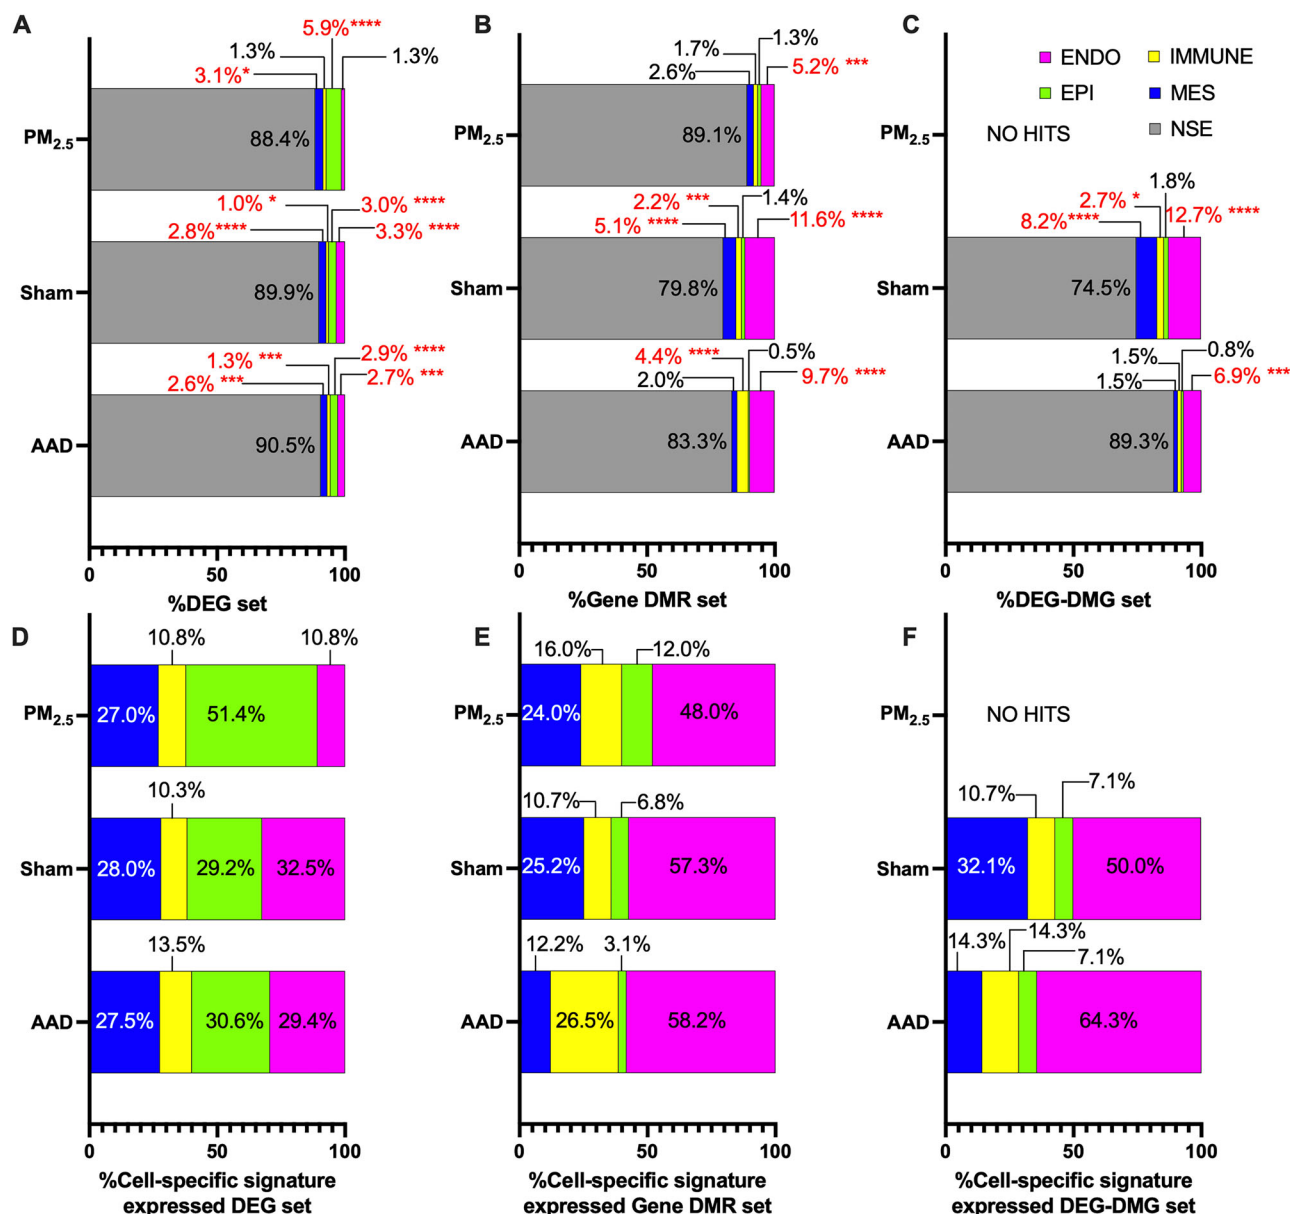 A
5.9% ****
1.3%
1.3%
3.1% *
PM2.5
88.4%
1.0% *
3.0% ****
2.8% ****
3.3% ****
Sham
89.9%
1.3% ***
2.9% ****
2.6% ***
2.7% ***
AAD
90.5%
0 50 100
%DEG set
B
1.7%
1.3%
2.6%
5.2% ***
PM2.5
89.1%
2.2% ***
1.4%
5.1% ****
11.6% ****
Sham
79.8%
4.4% ****
0.5%
2.0%
9.7% ****
AAD
83.3%
0 50 100
%Gene DMR set
C
ENDO IMMUNE
EPI MES
NSE
PM2.5
NO HITS
1.8%
2.7% *
8.2% ****
12.7% ****
Sham
74.5%
1.5%
0.8%
1.5%
6.9% ***
AAD
89.3%
0 50 100
%DEG-DMG set
D
10.8% 10.8%
PM2.5
27.0% 51.4%
10.3%
Sham
28.0% 29.2% 32.5%
13.5%
AAD
27.5% 30.6% 29.4%
0 50 100
%Cell-specific signature
expressed DEG set
E
16.0% 12.0%
PM2.5
24.0% 48.0%
10.7% 6.8%
Sham
25.2% 57.3%
12.2% 3.1%
AAD
26.5% 58.2%
0 50 100
%Cell-specific signature
expressed Gene DMR set
F
PM2.5
NO HITS
7.1%
10.7%
Sham
32.1% 50.0%
14.3%
14.3%
7.1%
AAD
64.3%
0 50 100
%Cell-specific signature
expressed DEG-DMG set